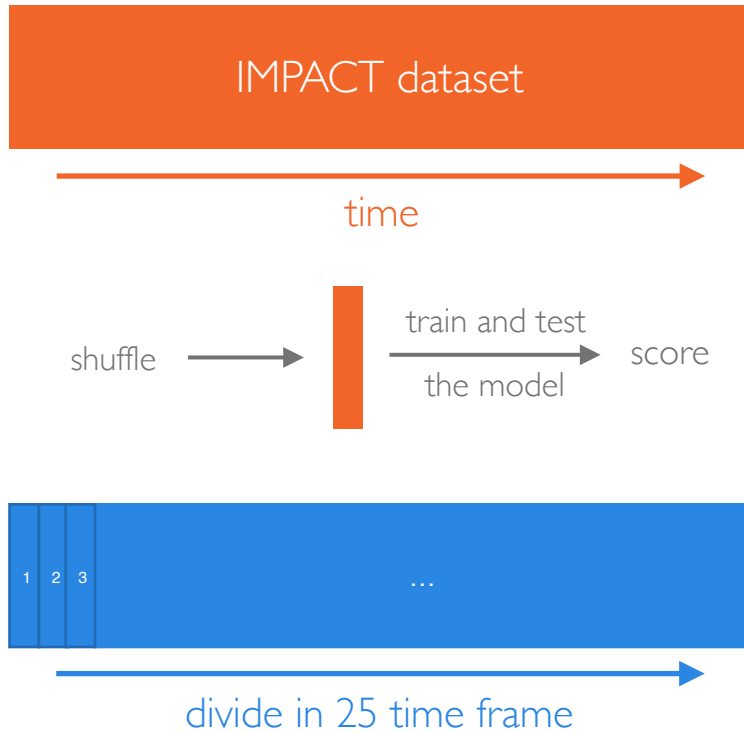 IMPACT dataset
time
shuffle
train and test
the model
score
1 2 3 ...
divide in 25 time frame